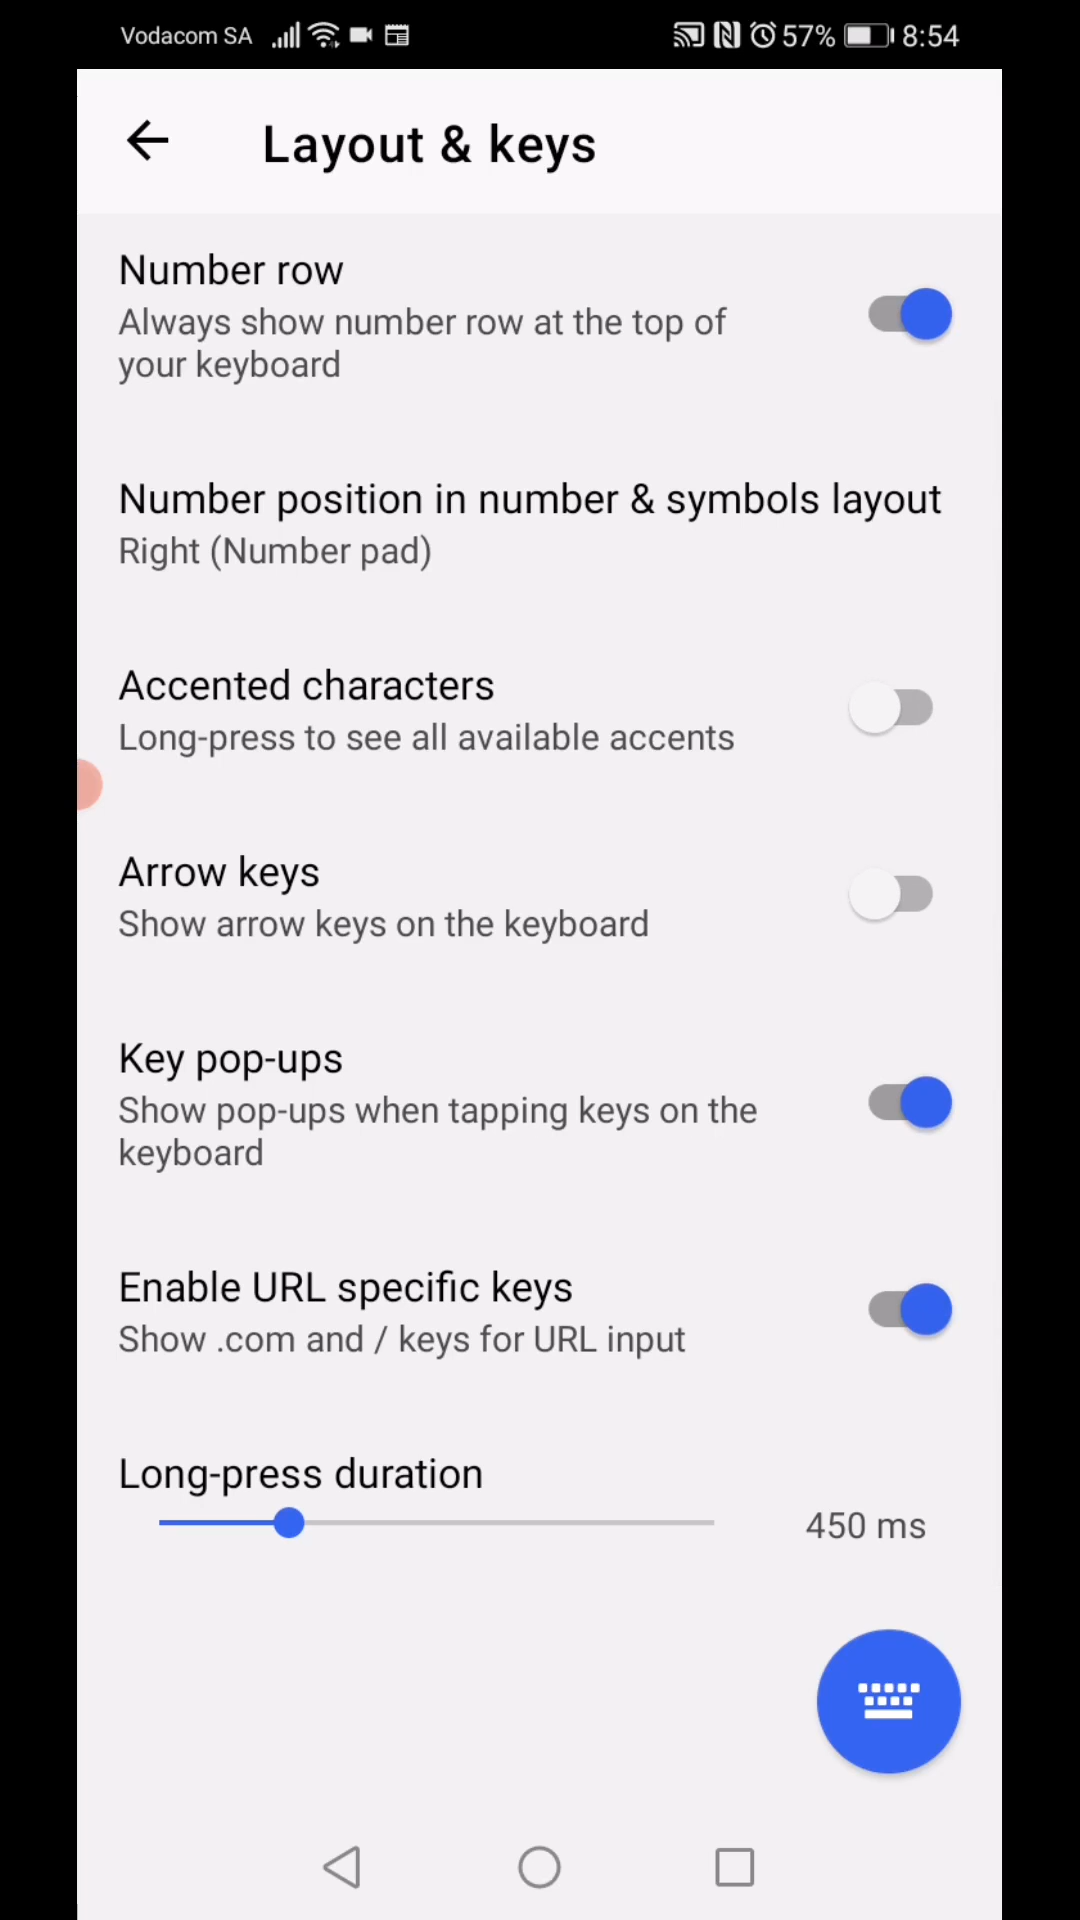 Vodacom SA 57% 8:54
Layout & keys
Number row
Always show number row at the top of
your keyboard
Number position in number & symbols layout
Right (Number pad)
Accented characters
Long-press to see all available accents
Arrow keys
Show arrow keys on the keyboard
Key pop-ups
Show pop-ups when tapping keys on the
keyboard
Enable URL specific keys
Show .com and / keys for URL input
Long-press duration
450 ms